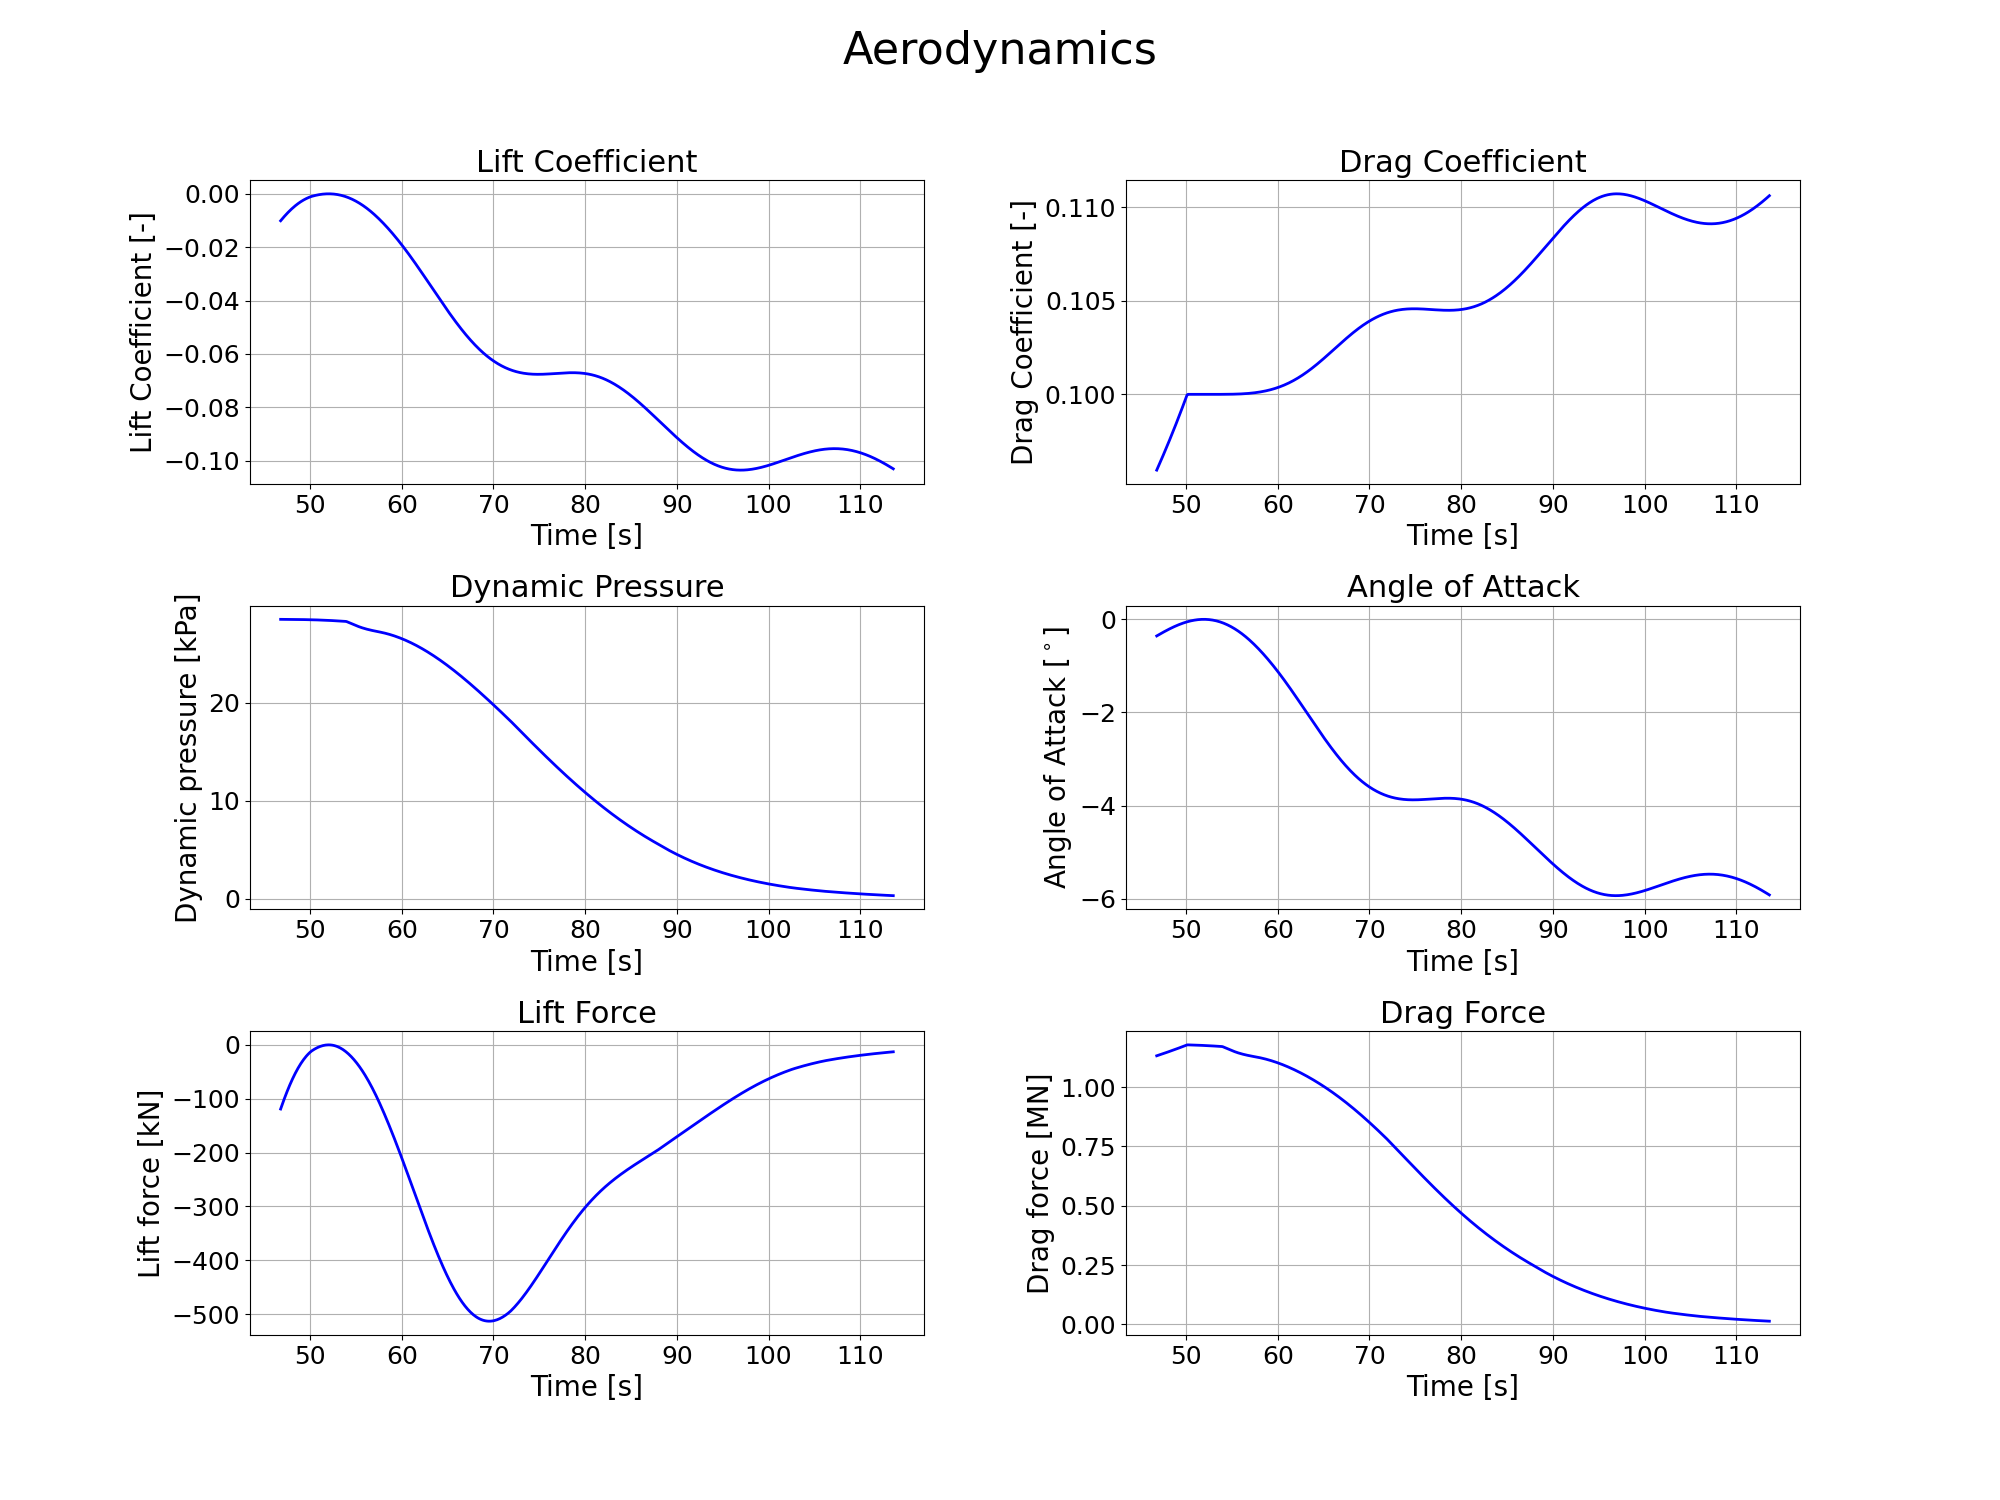 Aerodynamics
Lift Coefficient
Lift Coefficient [-]
0.00
−0.02
−0.04
−0.06
−0.08
−0.10
50 60 70 80 90 100 110
Time [s]
Drag Coefficient
Drag Coefficient [-]
0.110
0.105
0.100
50 60 70 80 90 100 110
Time [s]
Dynamic Pressure
Dynamic pressure [kPa]
20
10
0
50 60 70 80 90 100 110
Time [s]
Angle of Attack
Angle of Attack [°]
0
−2
−4
−6
50 60 70 80 90 100 110
Time [s]
Lift Force
Lift force [kN]
0
−100
−200
−300
−400
−500
50 60 70 80 90 100 110
Time [s]
Drag Force
Drag force [MN]
1.00
0.75
0.50
0.25
0.00
50 60 70 80 90 100 110
Time [s]